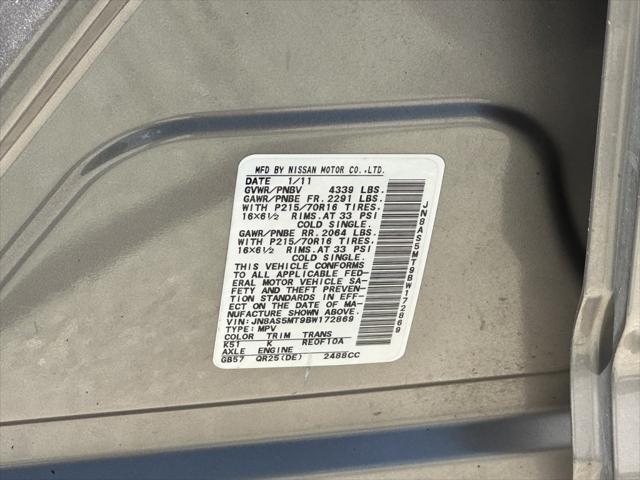 MFD BY NISSAN MOTOR CO.,LTD.
DATE 1/11
GVWR/PNBV 4339 LBS.
GAWR/PNBE FR. 2291 LBS.
WITH P215/70R16 TIRES.
16×6½ RIMS.AT 33 PSI
COLD SINGLE.
GAWR/PNBE RR. 2064 LBS.
WITH P215/70R16 TIRES.
16×6½ RIMS.AT 33 PSI
COLD SINGLE.
THIS VEHICLE CONFORMS
TO ALL APPLICABLE FED-
ERAL MOTOR VEHICLE SA-
FETY AND THEFT PREVEN-
TION STANDARDS IN EFF-
ECT ON THE DATE OF MA-
NUFACTURE SHOWN ABOVE.
VIN:JN8AS5MT9BW172869
TYPE:MPV
COLOR TRIM TRANS
K51 K RE0F10A
AXLE ENGINE
GB57 QR25(DE) 2488CC
JN8AS5MT9BW172869